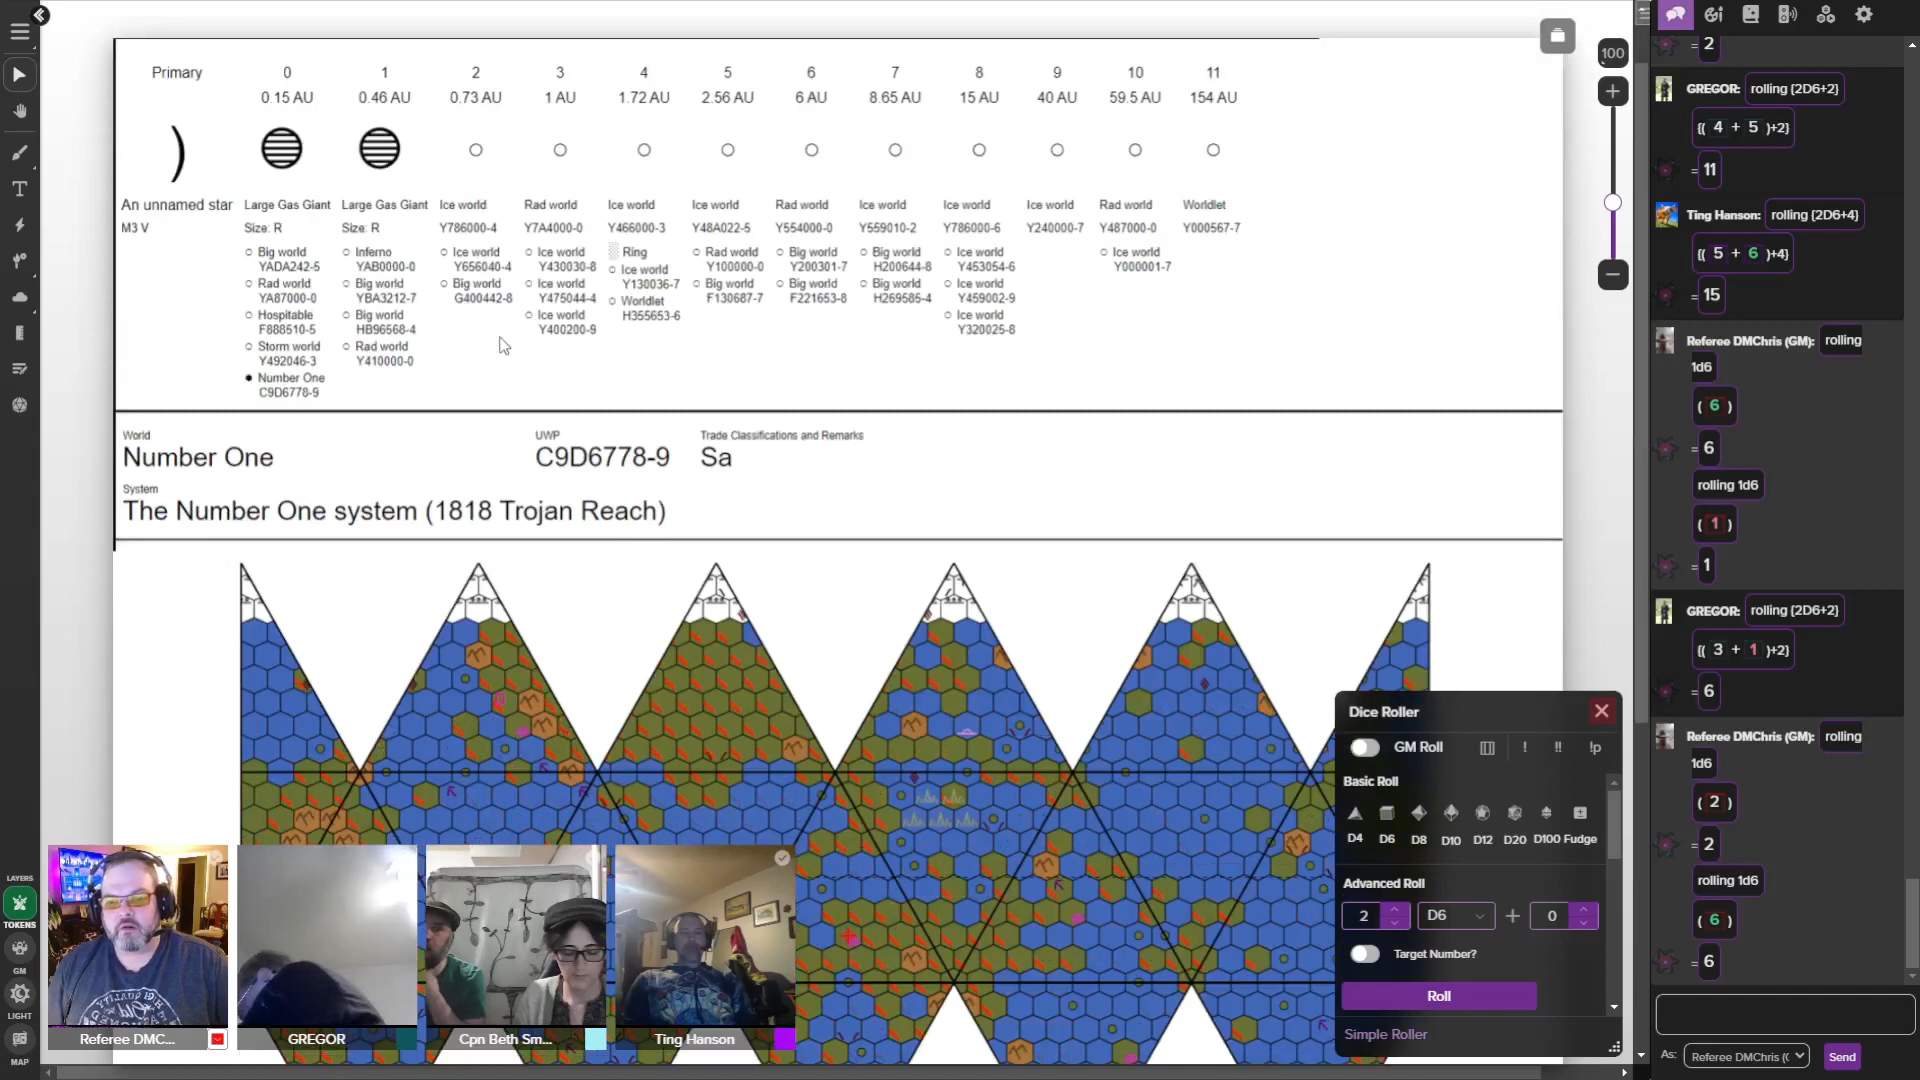 Primary 0 1 2 3 4 5 6 7 8 9 10 11
0.15 AU 0.46 AU 0.73 AU 1 AU 1.72 AU 2.56 AU 6 AU 8.65 AU 15 AU 40 AU 59.5 AU 154 AU
An unnamed star Large Gas Giant Large Gas Giant Ice world Rad world Ice world Ice world Rad world Ice world Ice world Ice world Rad world Worldlet
M3 V Size: R Size: R Y786000-4 Y7A4000-0 Y466000-3 Y48A022-5 Y554000-0 Y559010-2 Y786000-6 Y240000-7 Y487000-0 Y000567-7
Big world Inferno Ice world Ice world Ring Rad world Big world Big world Ice world Ice world
YADA242-5 YAB0000-0 Y656040-4 Y430030-8 Ice world Y100000-0 Y200301-7 H200644-8 Y453054-6 Y000001-7
Rad world Big world Big world Ice world Y130036-7 Big world Big world Big world Ice world
YA87000-0 YBA3212-7 G400442-8 Y475044-4 Worldlet F130687-7 F221653-8 H269585-4 Y459002-9
Hospitable Big world Ice world H355653-6 Ice world
F888510-5 HB96568-4 Y400200-9 Y320025-8
Storm world Rad world
Y492046-3 Y410000-0
Number One
C9D6778-9
World UWP Trade Classifications and Remarks
Number One C9D6778-9 Sa
System
The Number One system (1818 Trojan Reach)
100
LAYERS
TOKENS
GM
LIGHT
MAP
Referee DMC...
GREGOR
Cpn Beth Sm...
Ting Hanson
Dice Roller
GM Roll ! !! !p
Basic Roll
D4 D6 D8 D10 D12 D20 D100 Fudge
Advanced Roll
2 D6 + 0
Target Number?
Roll
Simple Roller
= 2
GREGOR: rolling {2D6+2}
{( 4 + 5 )+2}
= 11
Ting Hanson: rolling {2D6+4}
{( 5 + 6 )+4}
= 15
Referee DMChris (GM): rolling
1d6
( 6 )
= 6
rolling 1d6
( 1 )
= 1
GREGOR: rolling {2D6+2}
{( 3 + 1 )+2}
= 6
Referee DMChris (GM): rolling
1d6
( 2 )
= 2
rolling 1d6
( 6 )
= 6
As: Referee DMChris (( Send